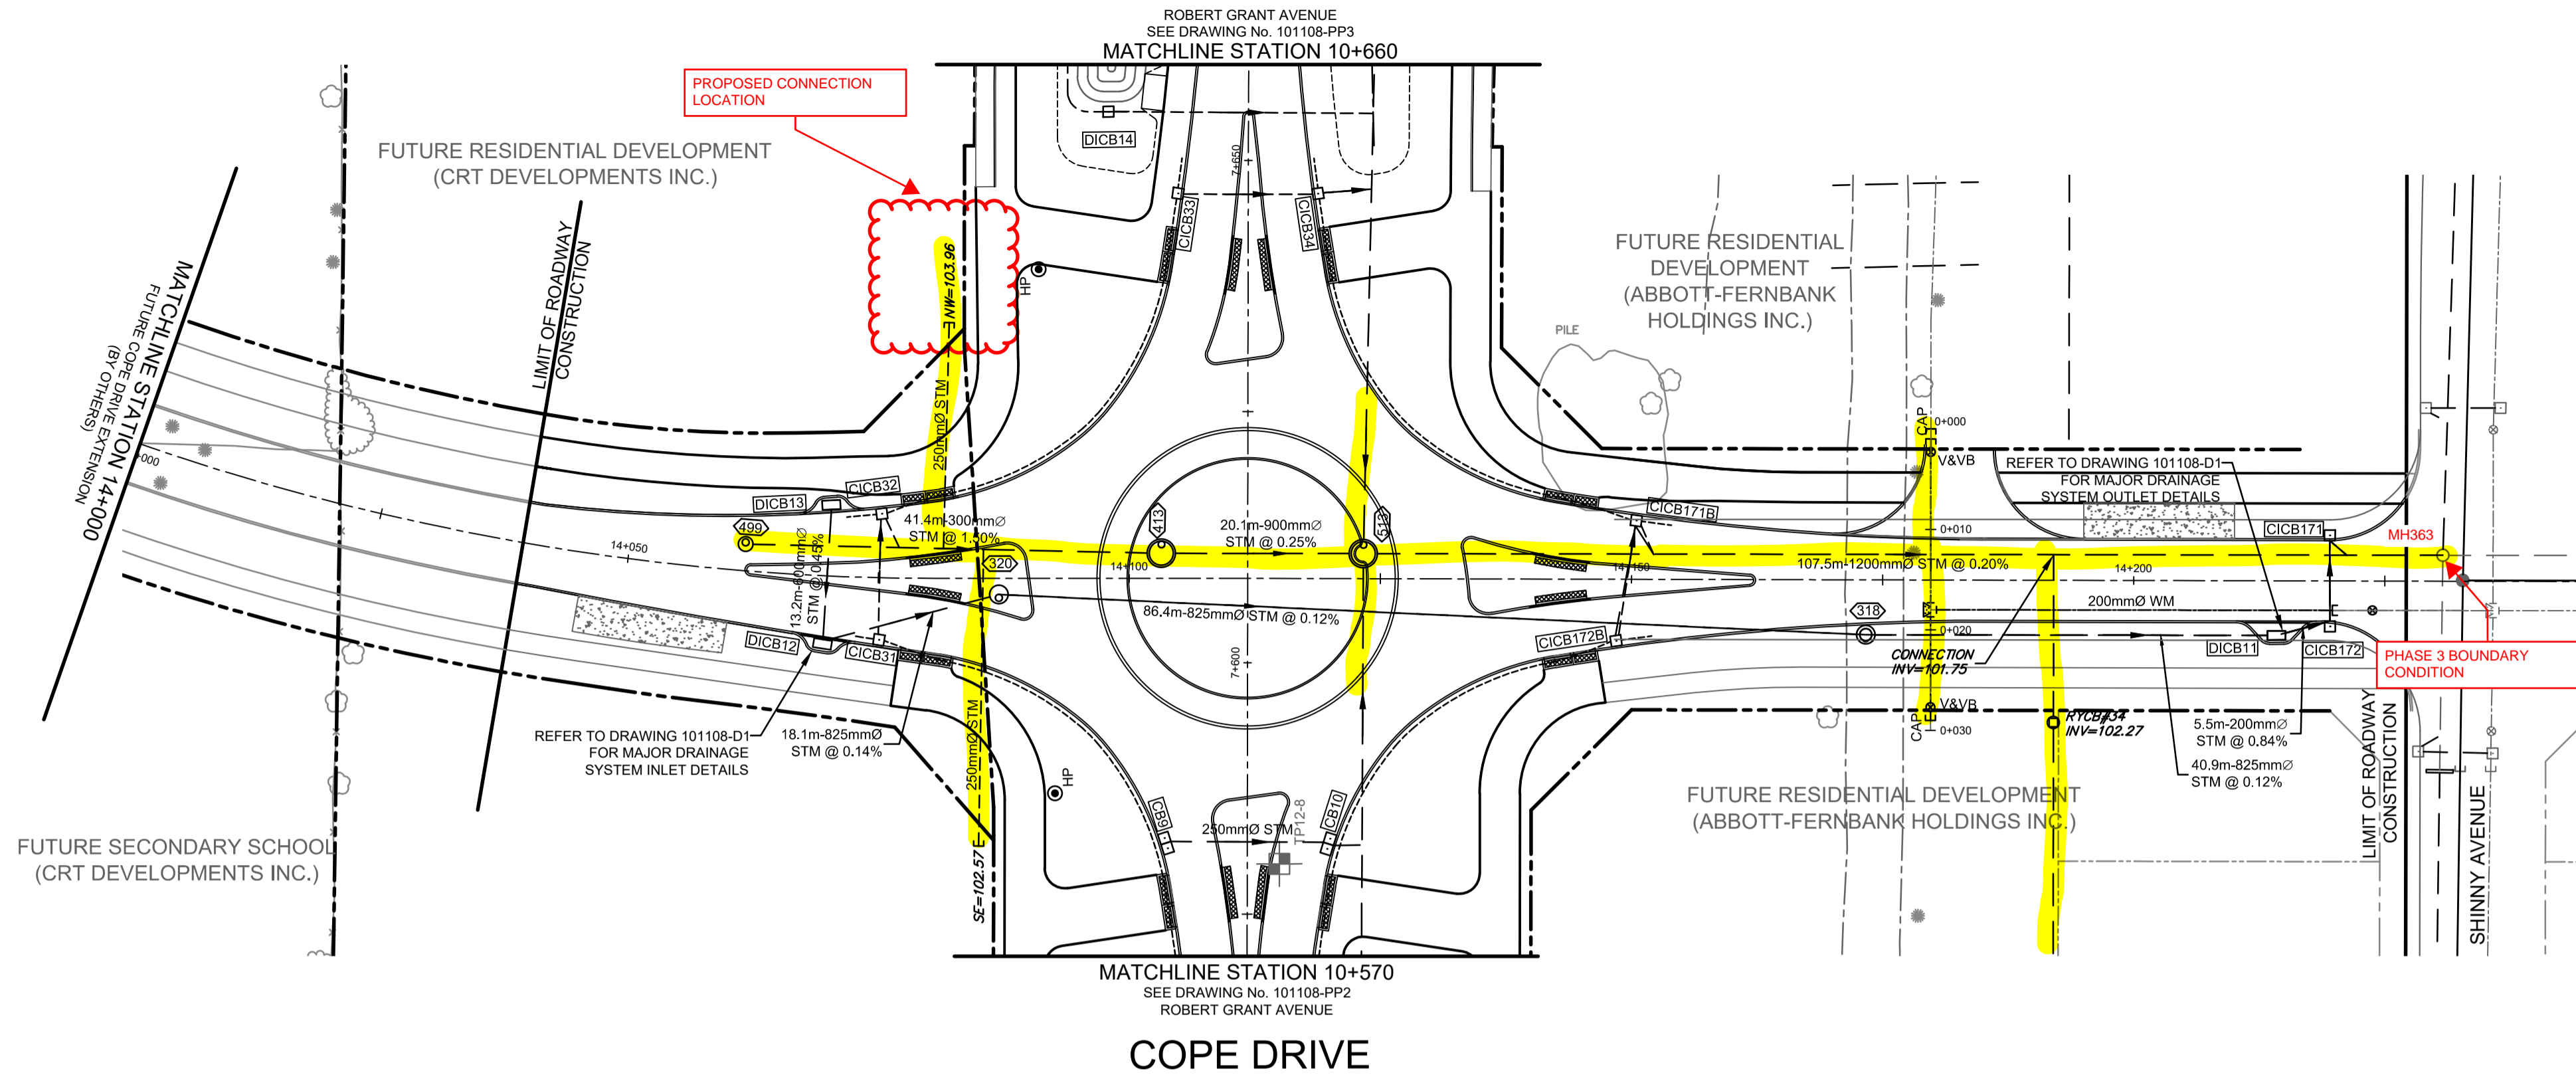 ROBERT GRANT AVENUE
SEE DRAWING No. 101108-PP3
MATCHLINE STATION 10+660
PROPOSED CONNECTION
LOCATION
DICB14
FUTURE RESIDENTIAL DEVELOPMENT
(CRT DEVELOPMENTS INC.)
7+650
CICB33
CICB34
FUTURE RESIDENTIAL
DEVELOPMENT
(ABBOTT-FERNBANK
HOLDINGS INC.)
LIMIT OF ROADWAY
CONSTRUCTION
NW=103.96
HP
MATCHLINE STATION 14+000
FUTURE COPE DRIVE EXTENSION
(BY OTHERS)
PILE
250mmØ STM
CAP
0+000
V&VB
REFER TO DRAWING 101108-D1
FOR MAJOR DRAINAGE
SYSTEM OUTLET DETAILS
DICB13
CICB32
CICB171B
0+010
CICB171
MH363
499
41.4m-300mmØ
STM @ 1.50%
413
20.1m-900mmØ
STM @ 0.25%
513
13.2m-600mmØ
STM @ 0.45%
14+050
320
14+100
14+150
107.5m-1200mmØ STM @ 0.20%
14+200
86.4m-825mmØ STM @ 0.12%
318
200mmØ WM
DICB12
CICB31
CICB172B
0+020
CONNECTION
INV=101.75
DICB11
CICB172
PHASE 3 BOUNDARY
CONDITION
7+600
V&VB
CAP
0+030
RYCB#34
INV=102.27
5.5m-200mmØ
STM @ 0.84%
40.9m-825mmØ
STM @ 0.12%
REFER TO DRAWING 101108-D1
FOR MAJOR DRAINAGE
SYSTEM INLET DETAILS
18.1m-825mmØ
STM @ 0.14%
250mmØ STM
HP
SE=102.57
CB9
250mmØ STM
CB10
TP12-8
FUTURE RESIDENTIAL DEVELOPMENT
(ABBOTT-FERNBANK HOLDINGS INC.)
LIMIT OF ROADWAY
CONSTRUCTION
SHINNY AVENUE
FUTURE SECONDARY SCHOOL
(CRT DEVELOPMENTS INC.)
MATCHLINE STATION 10+570
SEE DRAWING No. 101108-PP2
ROBERT GRANT AVENUE
COPE DRIVE